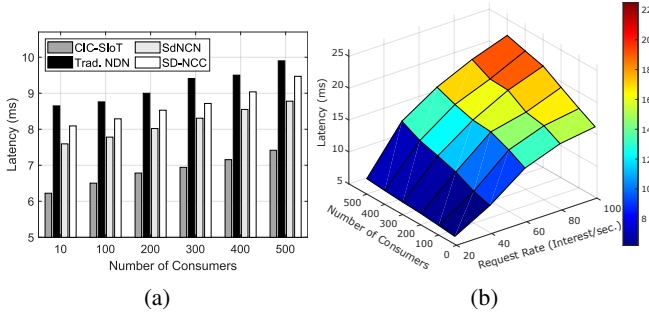 CIC-SIoT
SdNCN
Trad. NDN
SD-NCC
11
10
9
8
7
6
5
Latency (ms)
10 100 200 300 400 500
Number of Consumers
(a)
25
20
15
10
5
Latency (ms)
500
400
300
200
100
0
Number of Consumers
20
40
60
80
100
Request Rate (Interest/sec.)
22
20
18
16
14
12
10
8
(b)